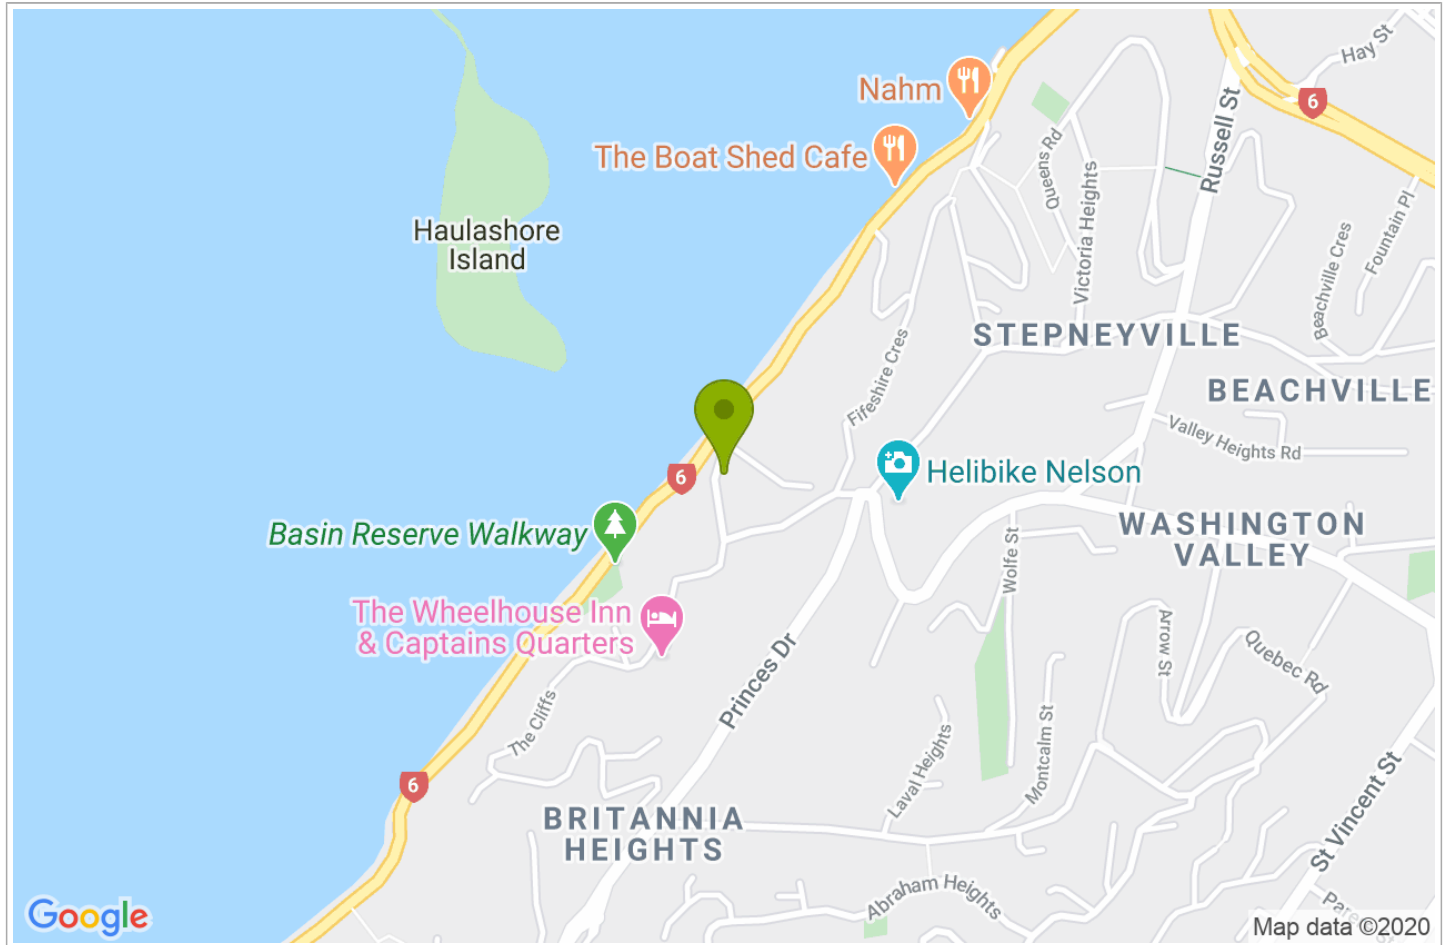 Hay St
6
Nahm
The Boat Shed Cafe
Queens Rd
Russell St
Victoria Heights
Fountain Pl
Beachville Cres
Haulashore
Island
STEPNEYVILLE
BEACHVILLE
Fifeshire Cres
Valley Heights Rd
6
Helibike Nelson
Basin Reserve Walkway
WASHINGTON
VALLEY
Wolfe St
The Wheelhouse Inn
& Captains Quarters
Arrow St
Quebec Rd
Princes Dr
The Cliffs
Montcalm St
Laval Heights
6
BRITANNIA
HEIGHTS
St Vincent St
Abraham Heights
Google
Map data ©2020